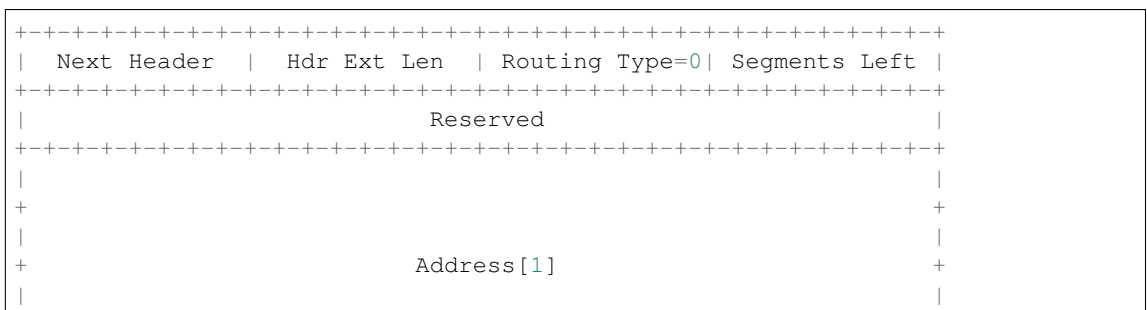 +-+-+-+-+-+-+-+-+-+-+-+-+-+-+-+-+-+-+-+-+-+-+-+-+-+-+-+-+-+-+-+-+
|  Next Header  |  Hdr Ext Len  | Routing Type=0| Segments Left |
+-+-+-+-+-+-+-+-+-+-+-+-+-+-+-+-+-+-+-+-+-+-+-+-+-+-+-+-+-+-+-+-+
|                            Reserved                           |
+-+-+-+-+-+-+-+-+-+-+-+-+-+-+-+-+-+-+-+-+-+-+-+-+-+-+-+-+-+-+-+-+
|                                                               |
+                                                               +
|                                                               |
+                           Address[1]                          +
|                                                               |